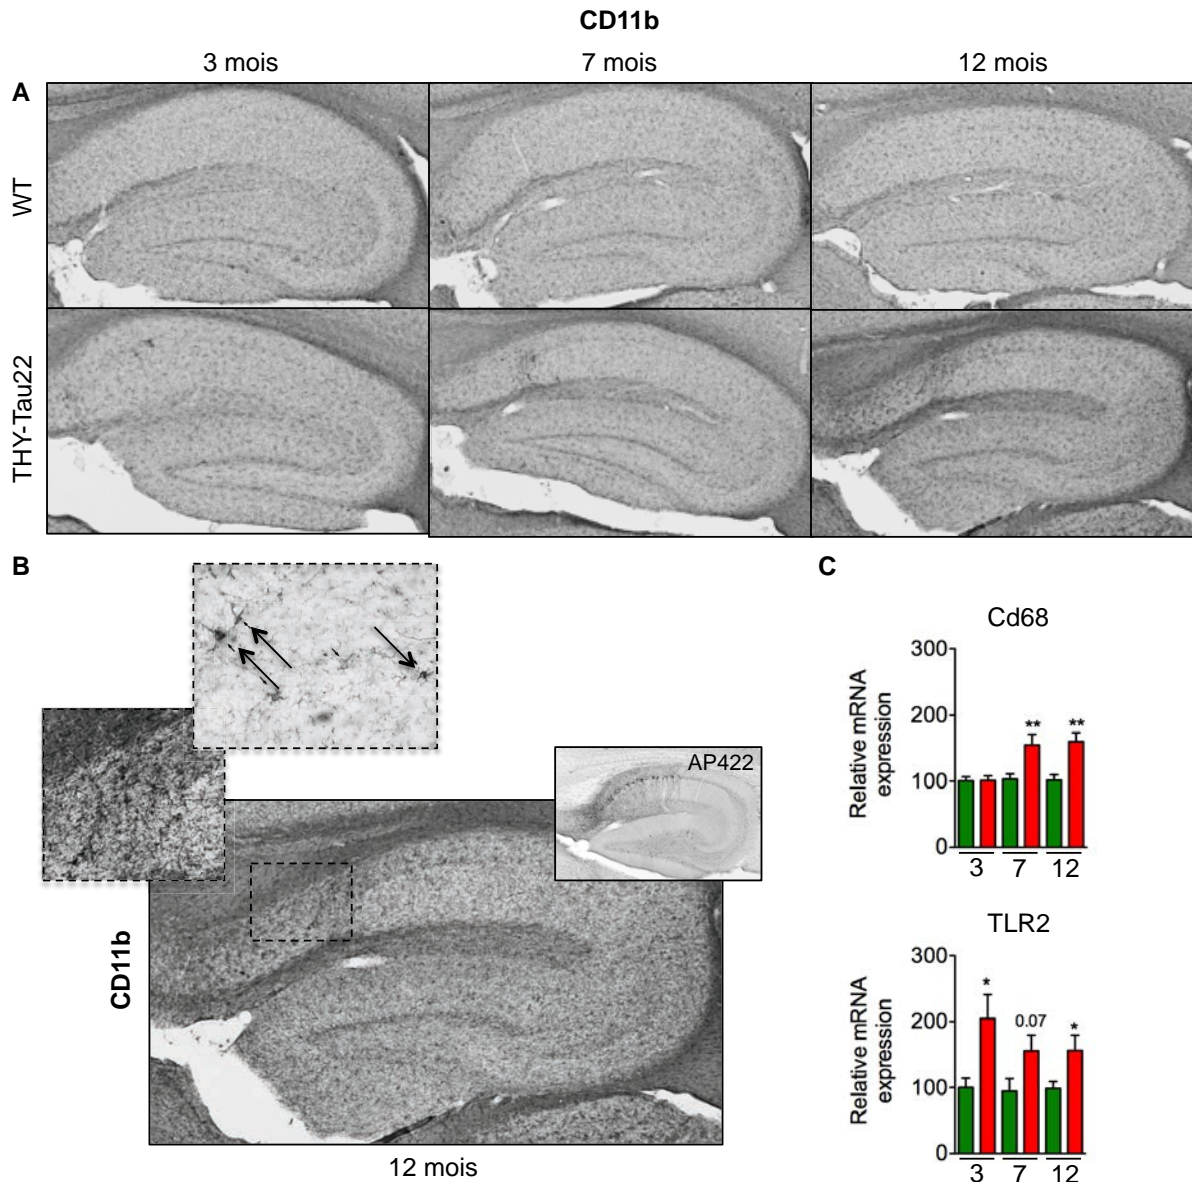 CD11b
3 mois
7 mois
12 mois
A
WT
THY-Tau22
B
AP422
CD11b
12 mois
C
Cd68
Relative mRNA
expression
300
200
100
0
** **
3 7 12
TLR2
Relative mRNA
expression
300
200
100
0
* 0.07 *
3 7 12